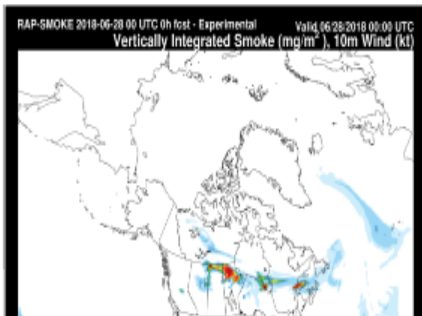 RAP-SMOKE 2018-06-28 00 UTC 0h fcst - Experimental
Valid 06/28/2018 00:00 UTC
Vertically Integrated Smoke (mg/m²), 10m Wind (kt)